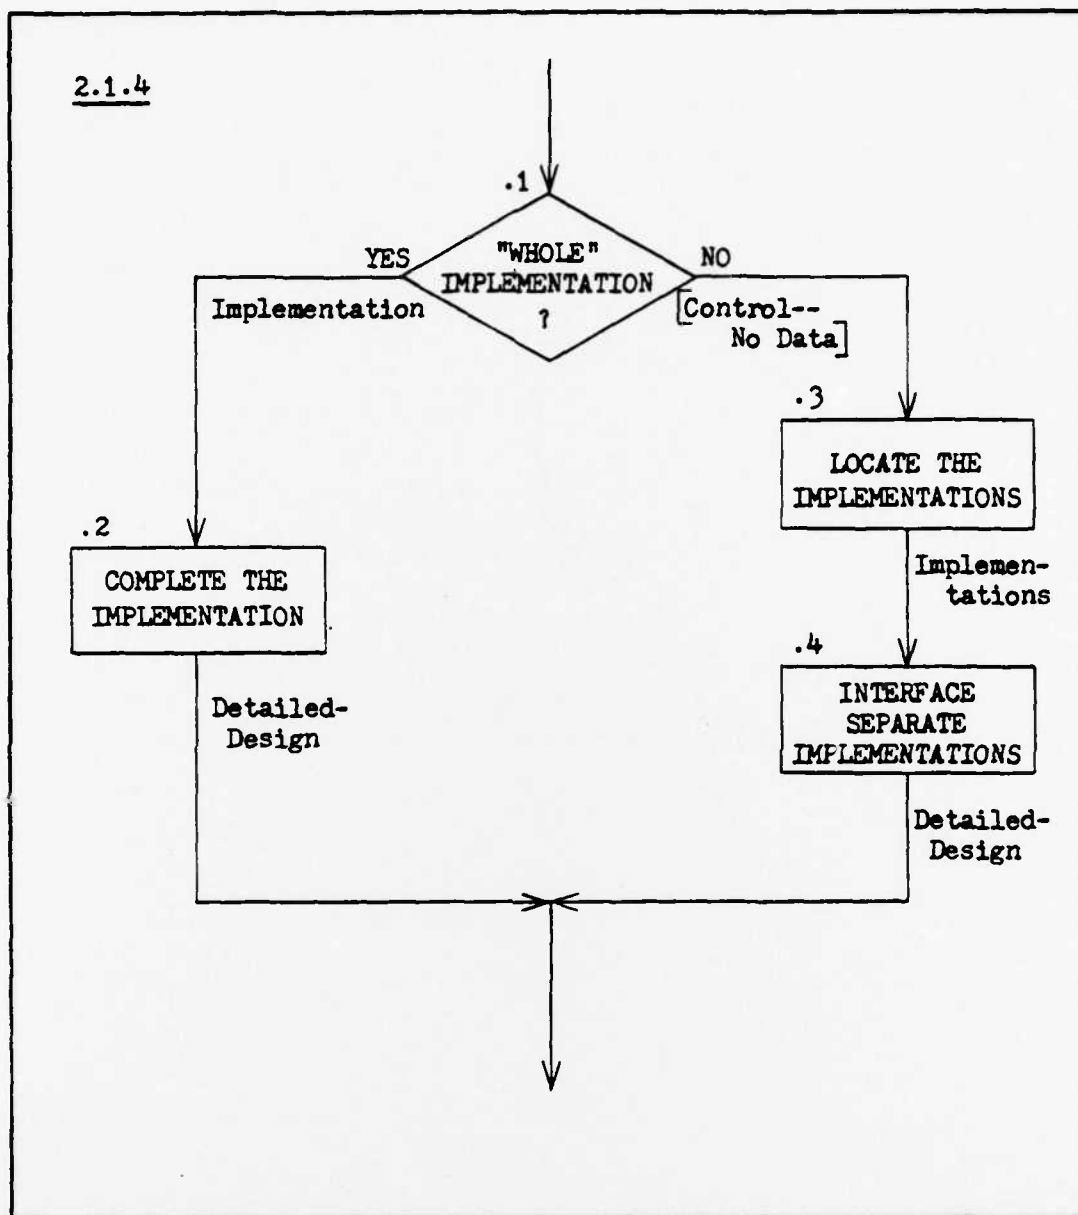 2.1.4
.1
"WHOLE"
IMPLEMENTATION
?
YES
Implementation
NO
[Control--
No Data]
.2
COMPLETE THE
IMPLEMENTATION
Detailed-
Design
.3
LOCATE THE
IMPLEMENTATIONS
Implemen-
tations
.4
INTERFACE
SEPARATE
IMPLEMENTATIONS
Detailed-
Design